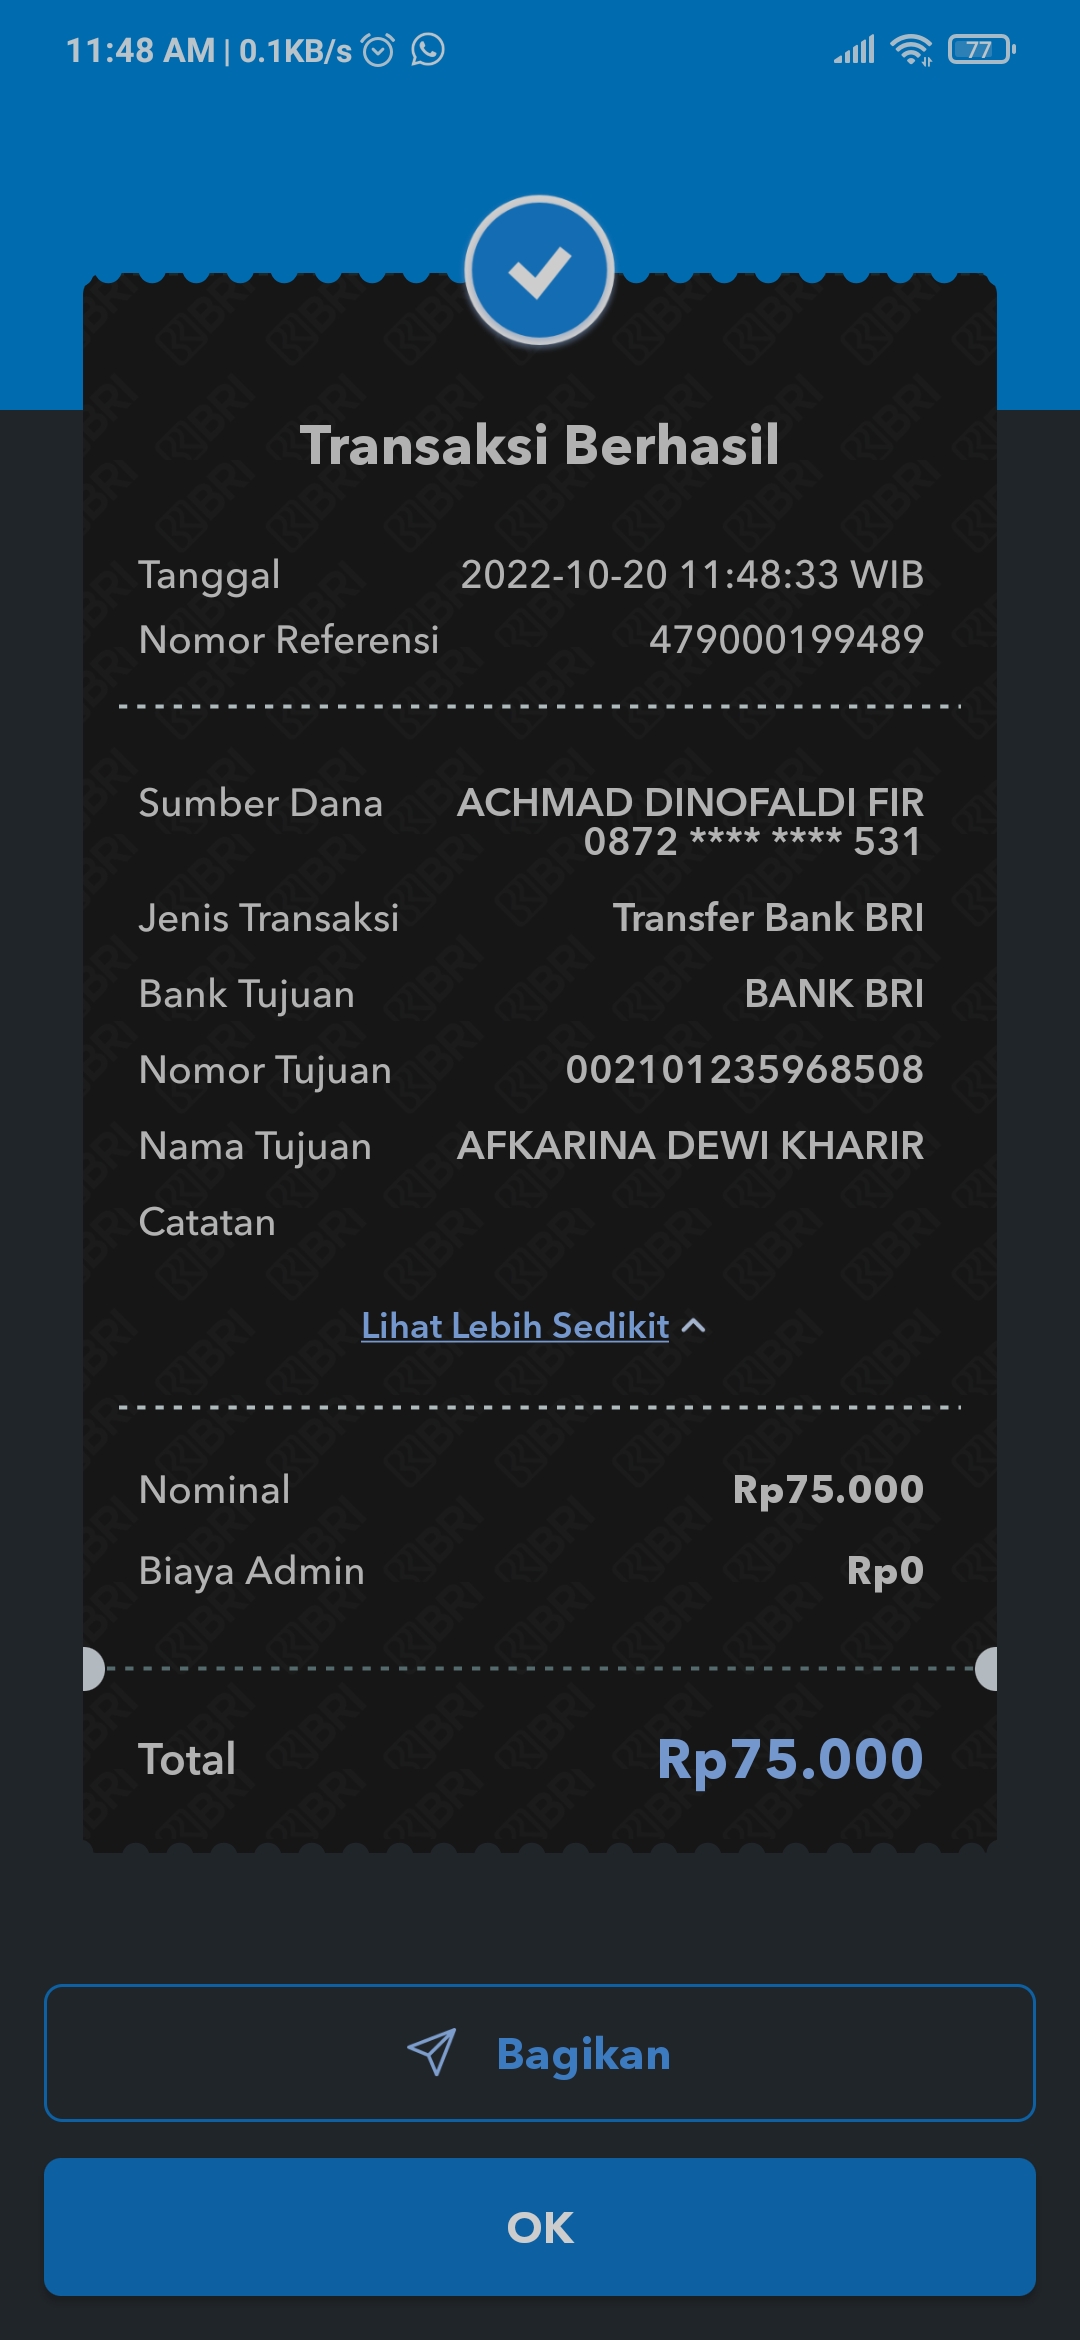 11:48 AM | 0.1KB/s
77
Transaksi Berhasil
Tanggal 2022-10-20 11:48:33 WIB
Nomor Referensi 479000199489
Sumber Dana ACHMAD DINOFALDI FIR
0872 **** **** 531
Jenis Transaksi Transfer Bank BRI
Bank Tujuan BANK BRI
Nomor Tujuan 002101235968508
Nama Tujuan AFKARINA DEWI KHARIR
Catatan
Lihat Lebih Sedikit
Nominal Rp75.000
Biaya Admin Rp0
Total Rp75.000
Bagikan
OK